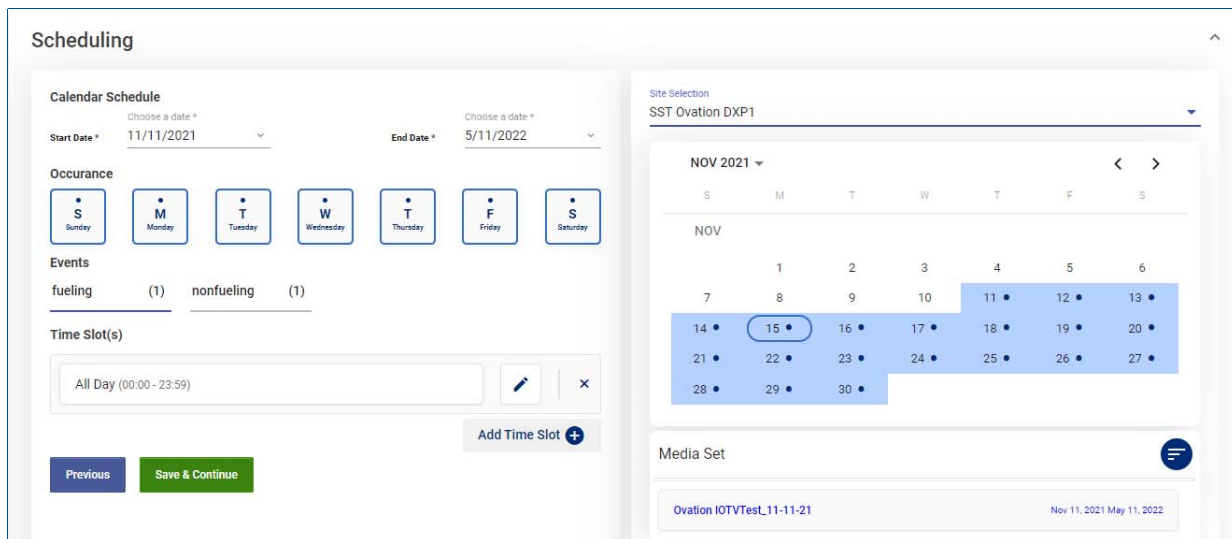 Scheduling
Calendar Schedule
Choose a date *
Start Date * 11/11/2021
Choose a date *
End Date * 5/11/2022
Occurance
S M T W T F S
Sunday Monday Tuesday Wednesday Thursday Friday Saturday
Events
fueling (1) nonfueling (1)
Time Slot(s)
All Day (00:00 - 23:59)
Add Time Slot
Previous Save & Continue
Site Selection
SST Ovation DXP1
NOV 2021
S M T W T F S
NOV
1 2 3 4 5 6
7 8 9 10 11 12 13
14 15 16 17 18 19 20
21 22 23 24 25 26 27
28 29 30
Media Set
Ovation IOTVTest_11-11-21 Nov 11, 2021 May 11, 2022